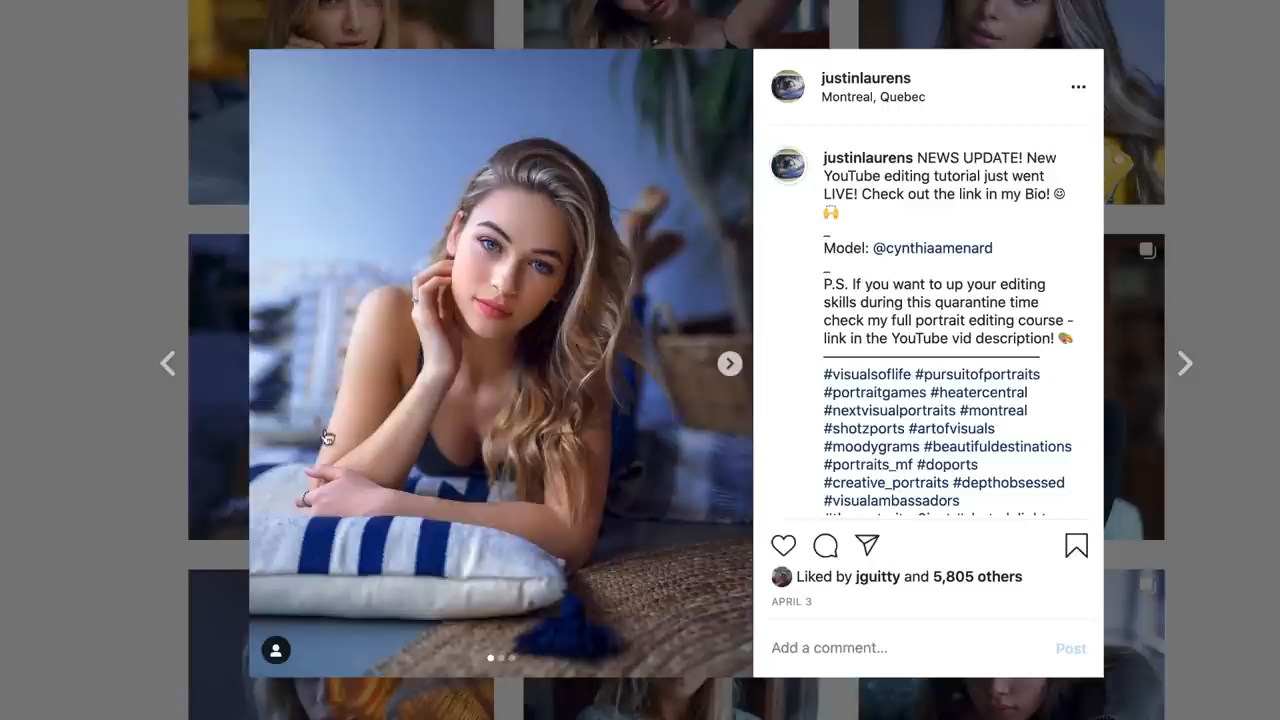 justinlaurens
Montreal, Quebec
justinlaurens NEWS UPDATE! New
YouTube editing tutorial just went
LIVE! Check out the link in my Bio! ☺
🙌
_
Model: @cynthiaamenard
_
P.S. If you want to up your editing
skills during this quarantine time
check my full portrait editing course -
link in the YouTube vid description! 🎨
#visualsoflife #pursuitofportraits
#portraitgames #heatercentral
#nextvisualportraits #montreal
#shotzports #artofvisuals
#moodygrams #beautifuldestinations
#portraits_mf #doports
#creative_portraits #depthobsessed
#visualambassadors
Liked by jguitty and 5,805 others
APRIL 3
Add a comment...
Post